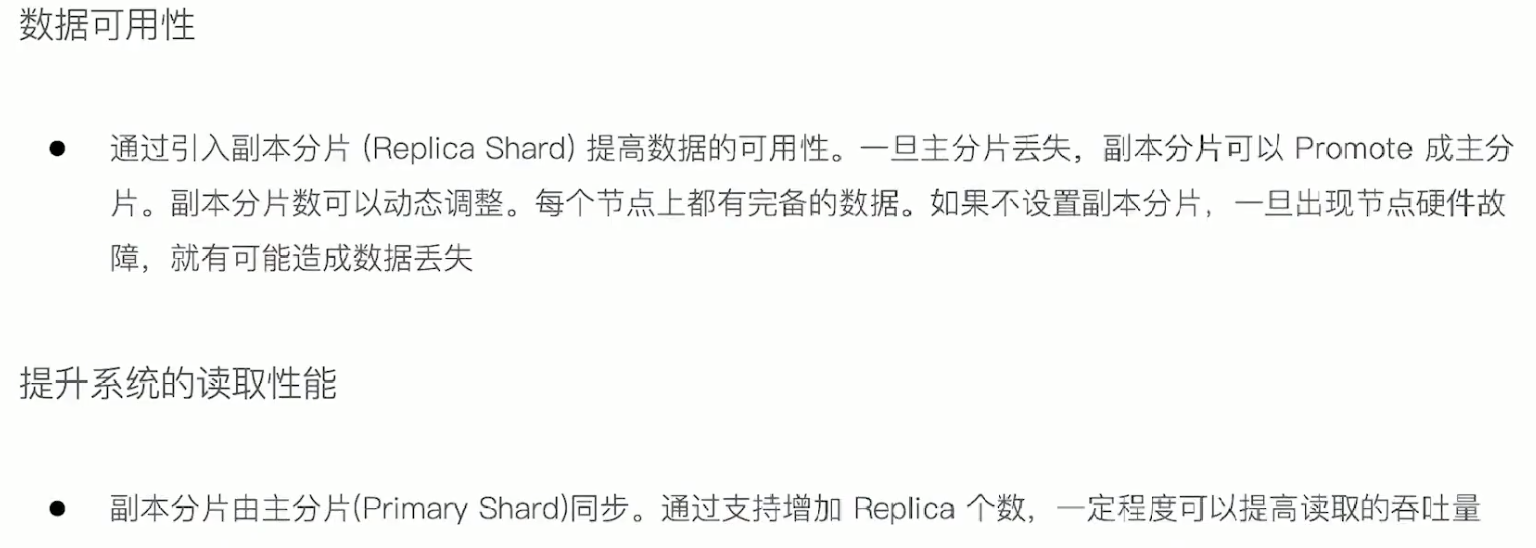 数据可用性
● 通过引入副本分片 (Replica Shard) 提高数据的可用性。一旦主分片丢失，副本分片可以 Promote 成主分
片。副本分片数可以动态调整。每个节点上都有完备的数据。如果不设置副本分片，一旦出现节点硬件故
障，就有可能造成数据丢失
提升系统的读取性能
● 副本分片由主分片(Primary Shard)同步。通过支持增加 Replica 个数，一定程度可以提高读取的吞吐量